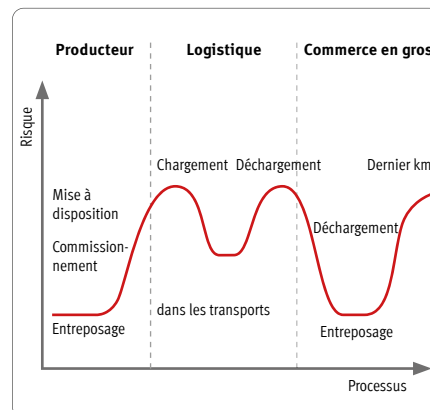 Producteur
Logistique
Commerce en gros
Risque
Chargement
Déchargement
Dernier km
Mise à
disposition
Commission-
nement
Déchargement
dans les transports
Entreposage
Entreposage
Processus